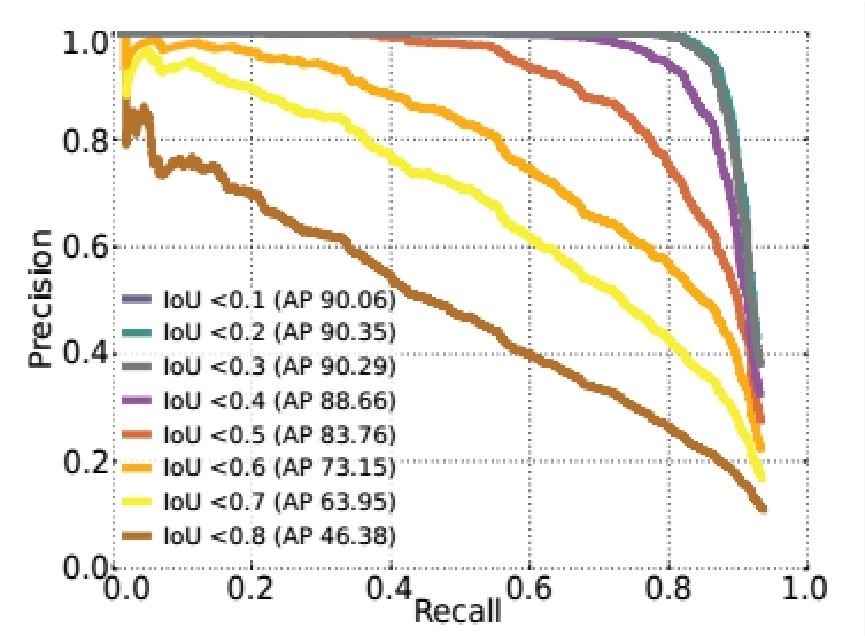 1.0
0.8
0.6
0.4
0.2
0.0
Precision
IoU <0.1 (AP 90.06)
IoU <0.2 (AP 90.35)
IoU <0.3 (AP 90.29)
IoU <0.4 (AP 88.66)
IoU <0.5 (AP 83.76)
IoU <0.6 (AP 73.15)
IoU <0.7 (AP 63.95)
IoU <0.8 (AP 46.38)
0.0 0.2 0.4 0.6 0.8 1.0
Recall